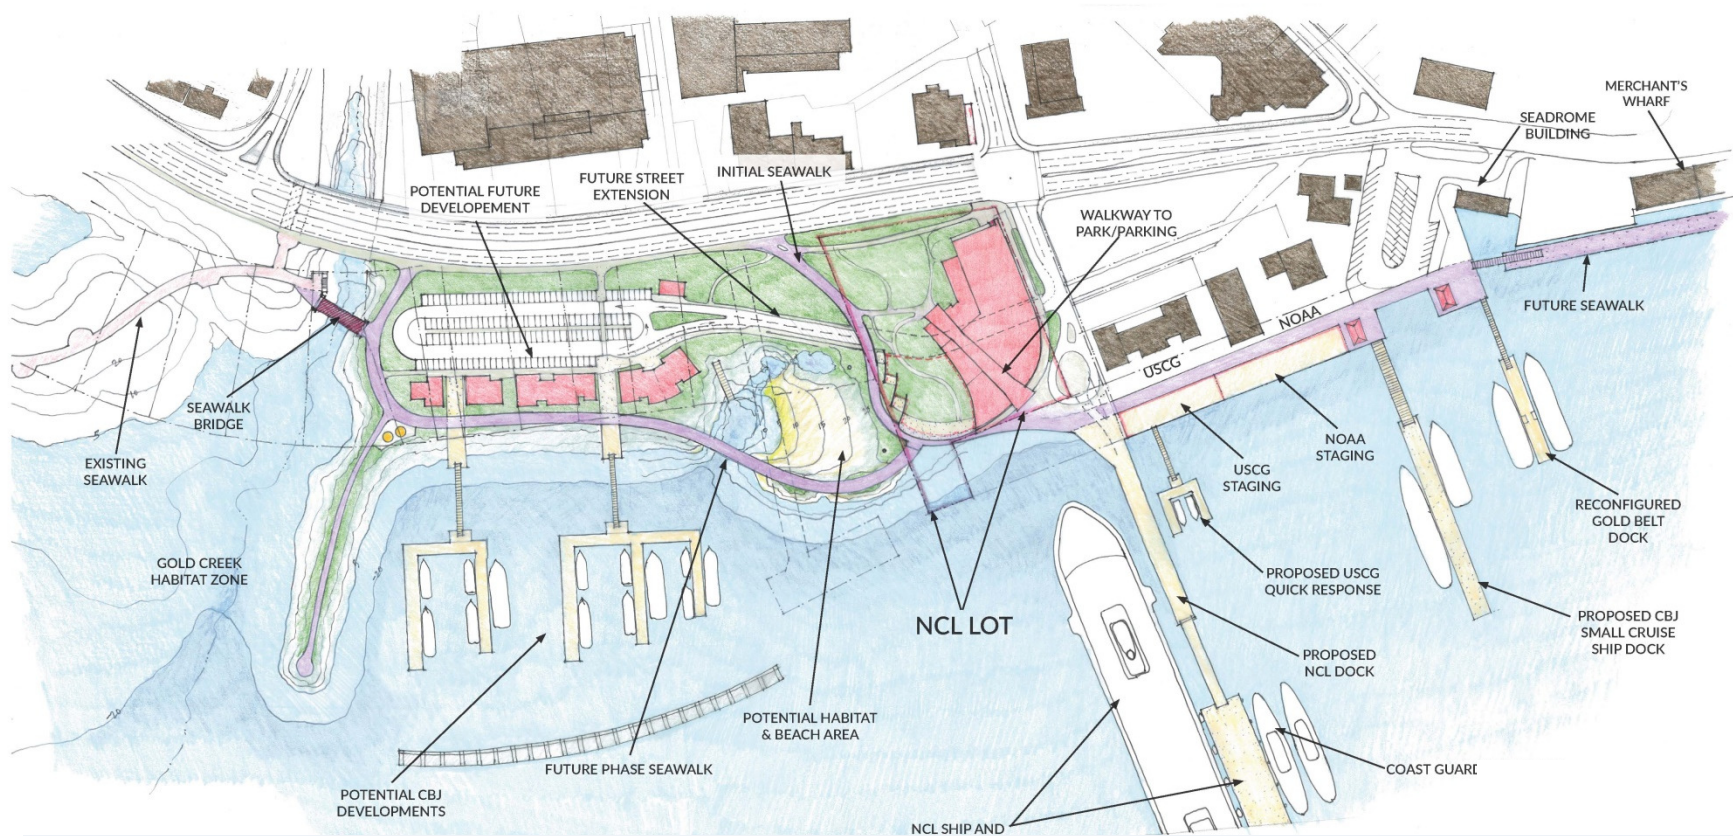 MERCHANT'S
WHARF
SEADROME
BUILDING
INITIAL SEAWALK
FUTURE STREET
EXTENSION
POTENTIAL FUTURE
DEVELOPEMENT
WALKWAY TO
PARK/PARKING
FUTURE SEAWALK
NOAA
USCG
SEAWALK
BRIDGE
EXISTING
SEAWALK
NOAA
STAGING
USCG
STAGING
RECONFIGURED
GOLD BELT
DOCK
GOLD CREEK
HABITAT ZONE
PROPOSED USCG
QUICK RESPONSE
NCL LOT
PROPOSED CBJ
SMALL CRUISE
SHIP DOCK
PROPOSED
NCL DOCK
POTENTIAL HABITAT
& BEACH AREA
FUTURE PHASE SEAWALK
COAST GUARD
POTENTIAL CBJ
DEVELOPMENTS
NCL SHIP AND